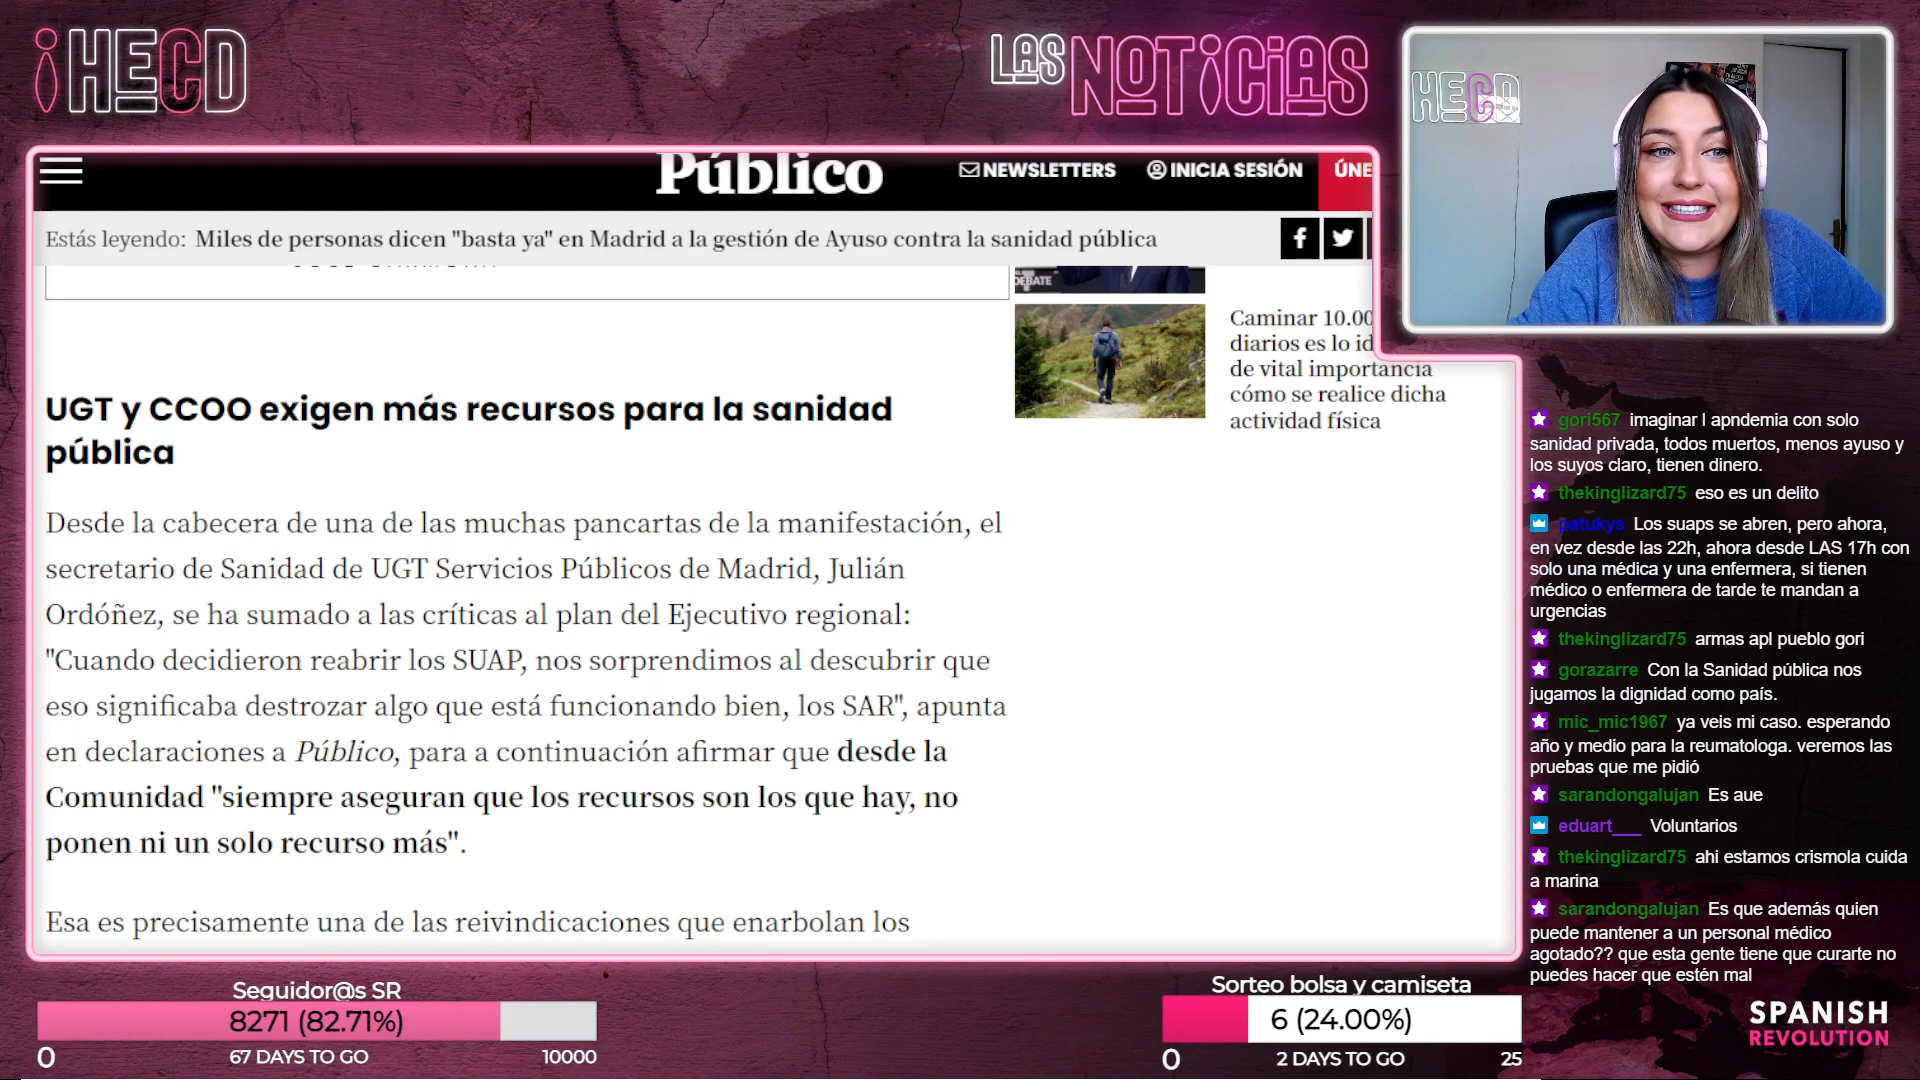 HECD
LAS NOTICIAS
HECD
Público
NEWSLETTERS
INICIA SESIÓN
ÚNE
Estás leyendo: Miles de personas dicen "basta ya" en Madrid a la gestión de Ayuso contra la sanidad pública
DEBATE
Caminar 10.00
diarios es lo id
de vital importancia
cómo se realice dicha
actividad física
UGT y CCOO exigen más recursos para la sanidad
pública
Desde la cabecera de una de las muchas pancartas de la manifestación, el
secretario de Sanidad de UGT Servicios Públicos de Madrid, Julián
Ordóñez, se ha sumado a las críticas al plan del Ejecutivo regional:
"Cuando decidieron reabrir los SUAP, nos sorprendimos al descubrir que
eso significaba destrozar algo que está funcionando bien, los SAR", apunta
en declaraciones a Público, para a continuación afirmar que desde la
Comunidad "siempre aseguran que los recursos son los que hay, no
ponen ni un solo recurso más".
Esa es precisamente una de las reivindicaciones que enarbolan los
gori567 imaginar l apndemia con solo
sanidad privada, todos muertos, menos ayuso y
los suyos claro, tienen dinero.
thekinglizard75 eso es un delito
patukys Los suaps se abren, pero ahora,
en vez desde las 22h, ahora desde LAS 17h con
solo una médica y una enfermera, si tienen
médico o enfermera de tarde te mandan a
urgencias
thekinglizard75 armas apl pueblo gori
gorazarre Con la Sanidad pública nos
jugamos la dignidad como país.
mic_mic1967 ya veis mi caso. esperando
año y medio para la reumatologa. veremos las
pruebas que me pidió
sarandongalujan Es aue
eduart___ Voluntarios
thekinglizard75 ahi estamos crismola cuida
a marina
sarandongalujan Es que además quien
puede mantener a un personal médico
agotado?? que esta gente tiene que curarte no
puedes hacer que estén mal
Seguidor@s SR
8271 (82.71%)
0
67 DAYS TO GO
10000
Sorteo bolsa y camiseta
6 (24.00%)
0
2 DAYS TO GO
25
SPANISH
REVOLUTION